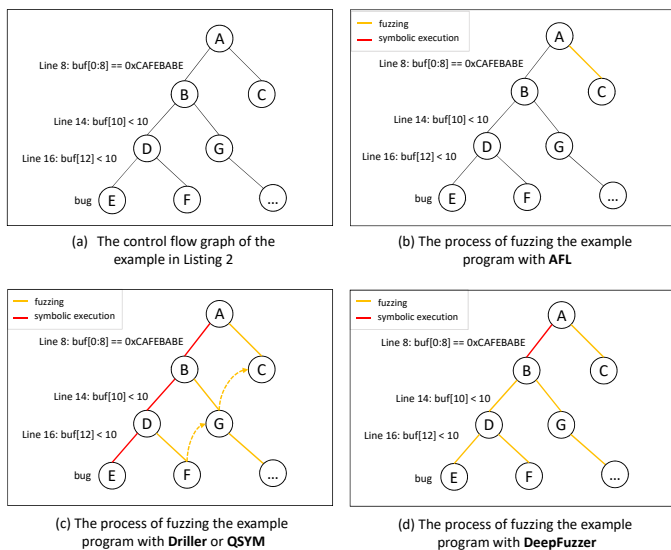 A
Line 8: buf[0:8] == 0xCAFEBABE
B
C
Line 14: buf[10] < 10
D
G
Line 16: buf[12] < 10
bug
E
F
...
(a) The control flow graph of the
example in Listing 2
fuzzing
symbolic execution
A
Line 8: buf[0:8] == 0xCAFEBABE
B
C
Line 14: buf[10] < 10
D
G
Line 16: buf[12] < 10
bug
E
F
...
(b) The process of fuzzing the example
program with AFL
fuzzing
symbolic execution
A
Line 8: buf[0:8] == 0xCAFEBABE
B
C
Line 14: buf[10] < 10
D
G
Line 16: buf[12] < 10
bug
E
F
...
(c) The process of fuzzing the example
program with Driller or QSYM
fuzzing
symbolic execution
A
Line 8: buf[0:8] == 0xCAFEBABE
B
C
Line 14: buf[10] < 10
D
G
Line 16: buf[12] < 10
bug
E
F
...
(d) The process of fuzzing the example
program with DeepFuzzer